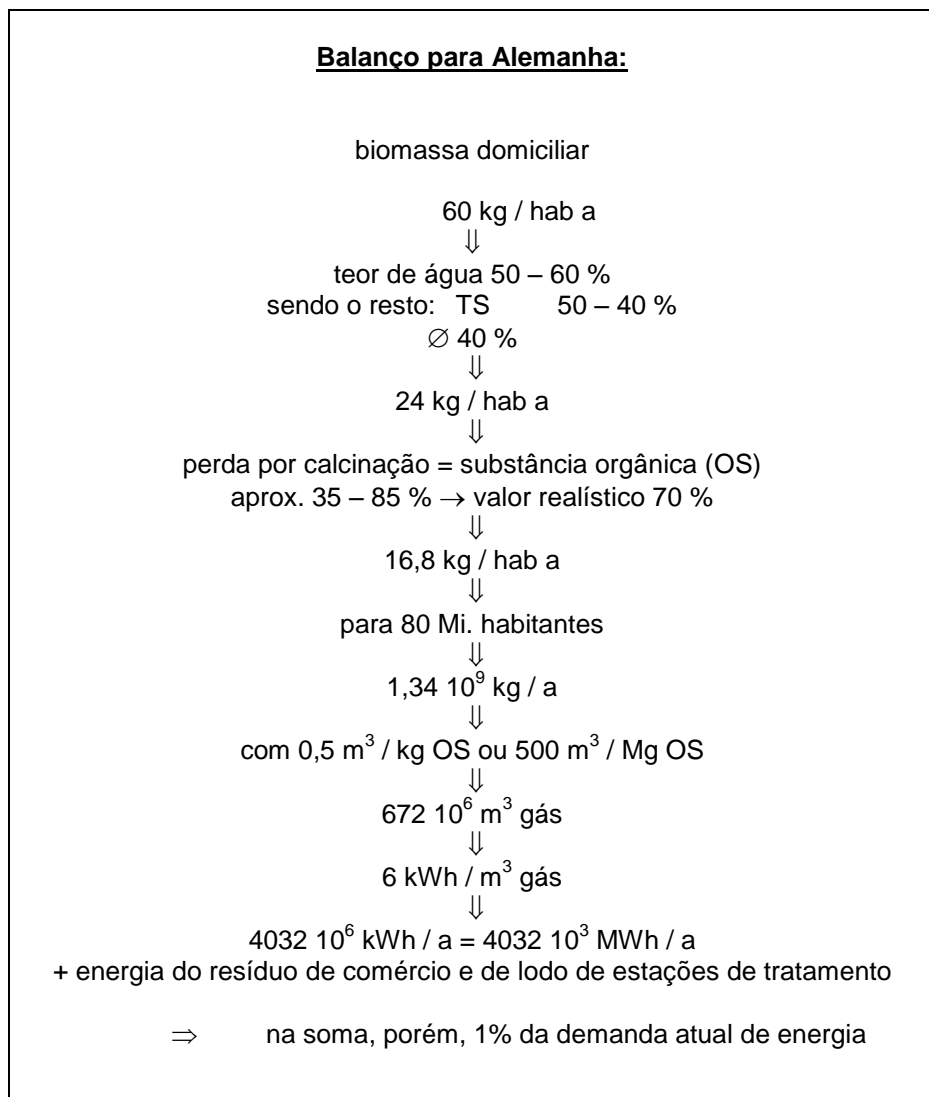 Balanço para Alemanha:
biomassa domiciliar
60 kg / hab a
⇓
teor de água 50 – 60 %
sendo o resto: TS 50 – 40 %
∅ 40 %
⇓
24 kg / hab a
⇓
perda por calcinação = substância orgânica (OS)
aprox. 35 – 85 % → valor realístico 70 %
⇓
16,8 kg / hab a
⇓
para 80 Mi. habitantes
⇓
1,34 10⁹ kg / a
⇓
com 0,5 m³ / kg OS ou 500 m³ / Mg OS
⇓
672 10⁶ m³ gás
⇓
6 kWh / m³ gás
⇓
4032 10⁶ kWh / a = 4032 10³ MWh / a
+ energia do resíduo de comércio e de lodo de estações de tratamento
⇒ na soma, porém, 1% da demanda atual de energia